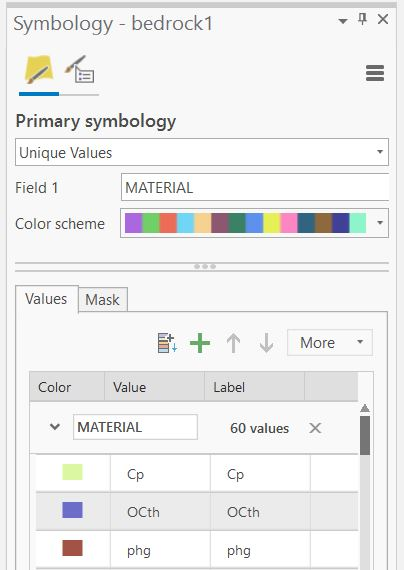 Symbology - bedrock1
Primary symbology
Unique Values
Field 1 MATERIAL
Color scheme
Values Mask
More
Color Value Label
MATERIAL 60 values
Cp Cp
OCth OCth
phg phg